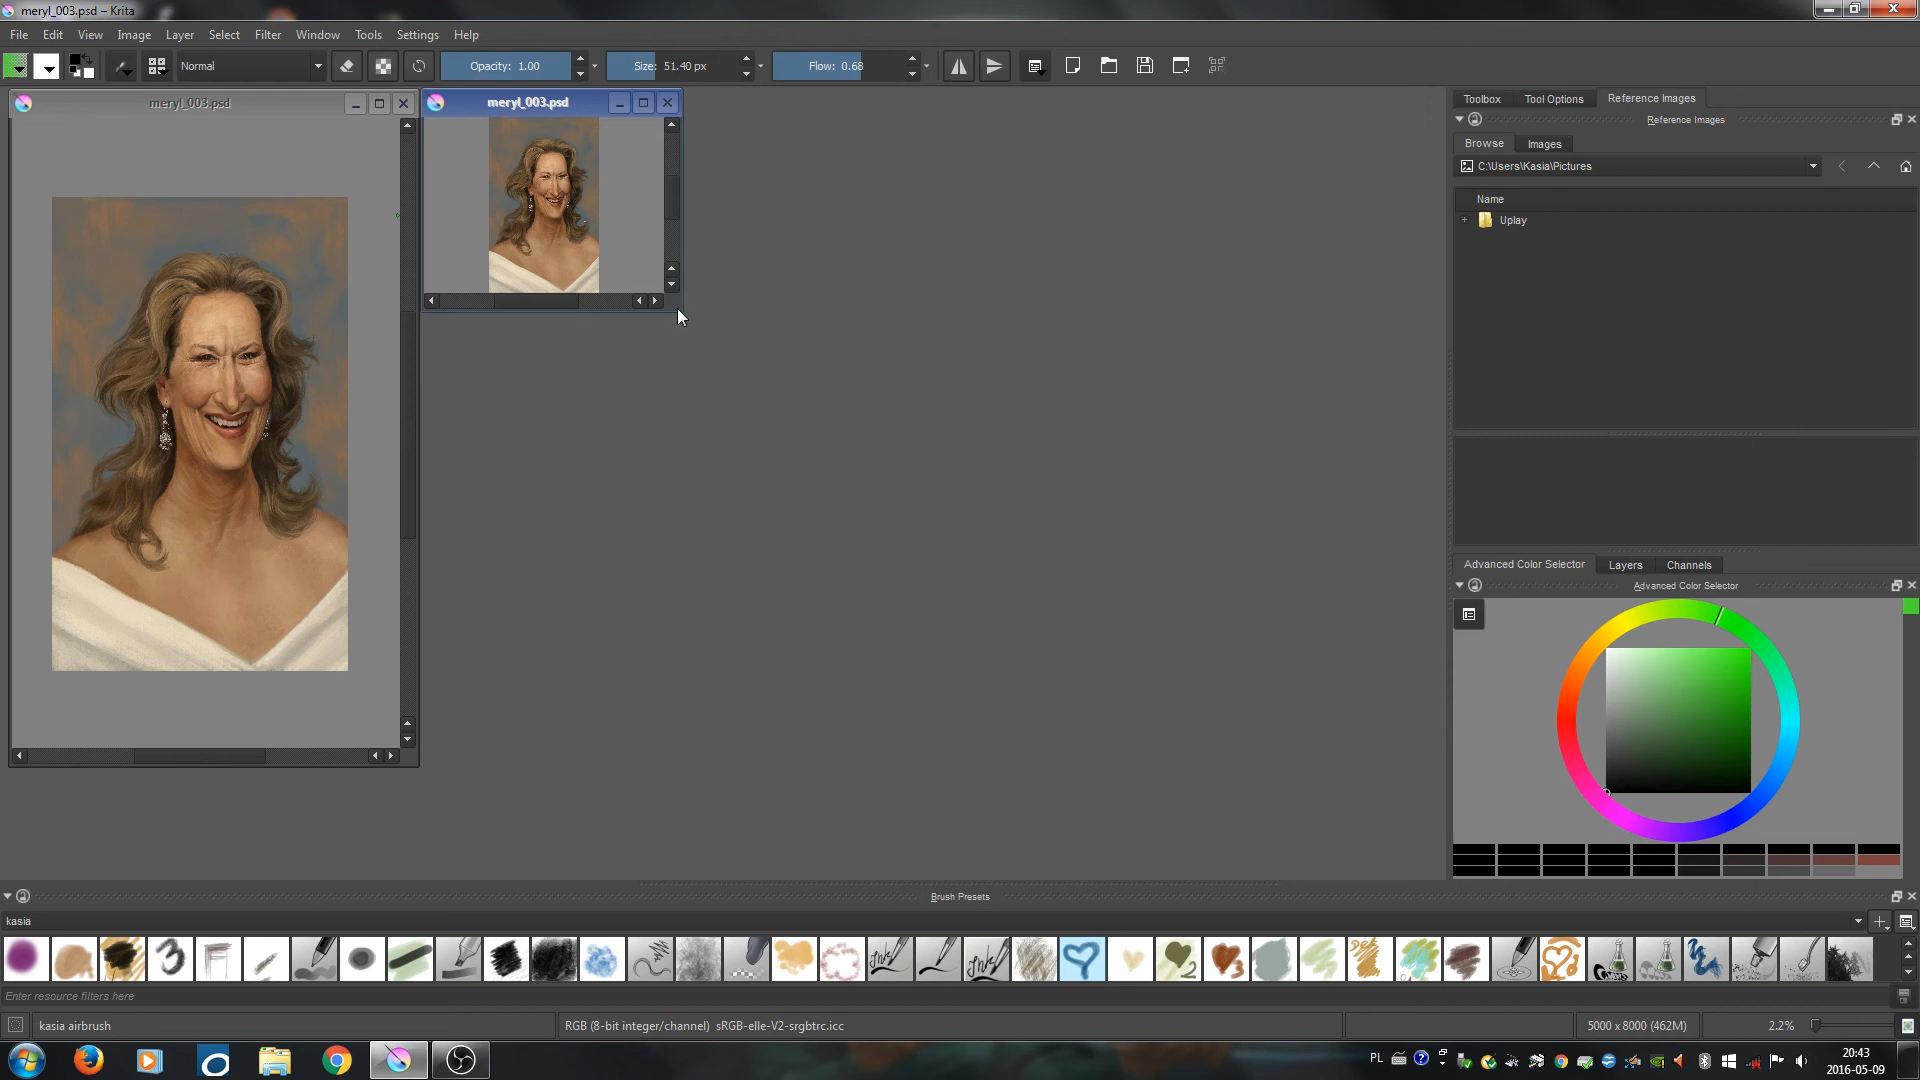 meryl_003.psd – Krita
File Edit View Image Layer Select Filter Window Tools Settings Help
Normal Opacity: 1.00 Size: 51.40 px Flow: 0.68
meryl_003.psd
meryl_003.psd
Toolbox Tool Options Reference Images
Reference Images
Browse Images
C:\Users\Kasia\Pictures
Name
Uplay
Advanced Color Selector Layers Channels
Advanced Color Selector
Brush Presets
kasia
Enter resource filters here
kasia airbrush RGB (8-bit integer/channel) sRGB-elle-V2-srgbtrc.icc 5000 x 8000 (462M) 2.2%
PL 20:43
2016-05-09